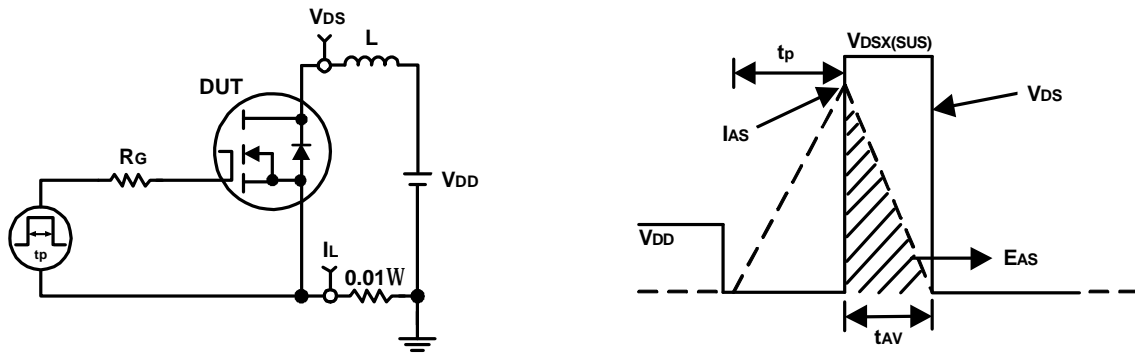 VDS
L
DUT
RG
VDD
tp
IL
0.01W
tp
VDSX(SUS)
VDS
IAS
VDD
EAS
tAV